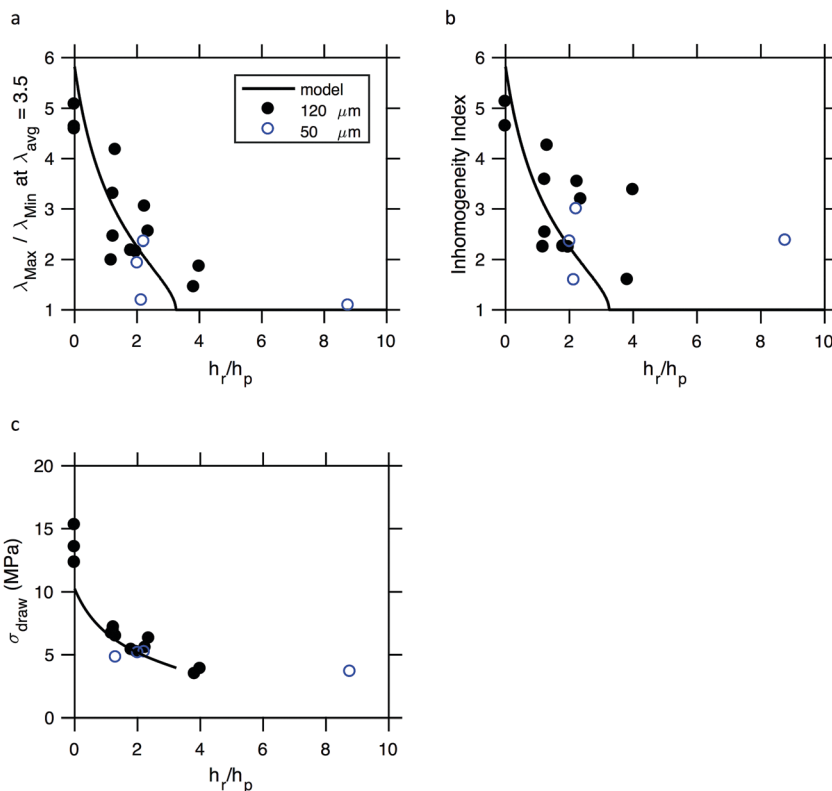 a
6
5
4
3
2
1
λMax / λMin at λavg = 3.5
model
120 μm
50 μm
0 2 4 6 8 10
hr/hp
b
6
5
4
3
2
1
Inhomogeneity Index
0 2 4 6 8 10
hr/hp
c
20
15
10
5
0
σdraw (MPa)
0 2 4 6 8 10
hr/hp